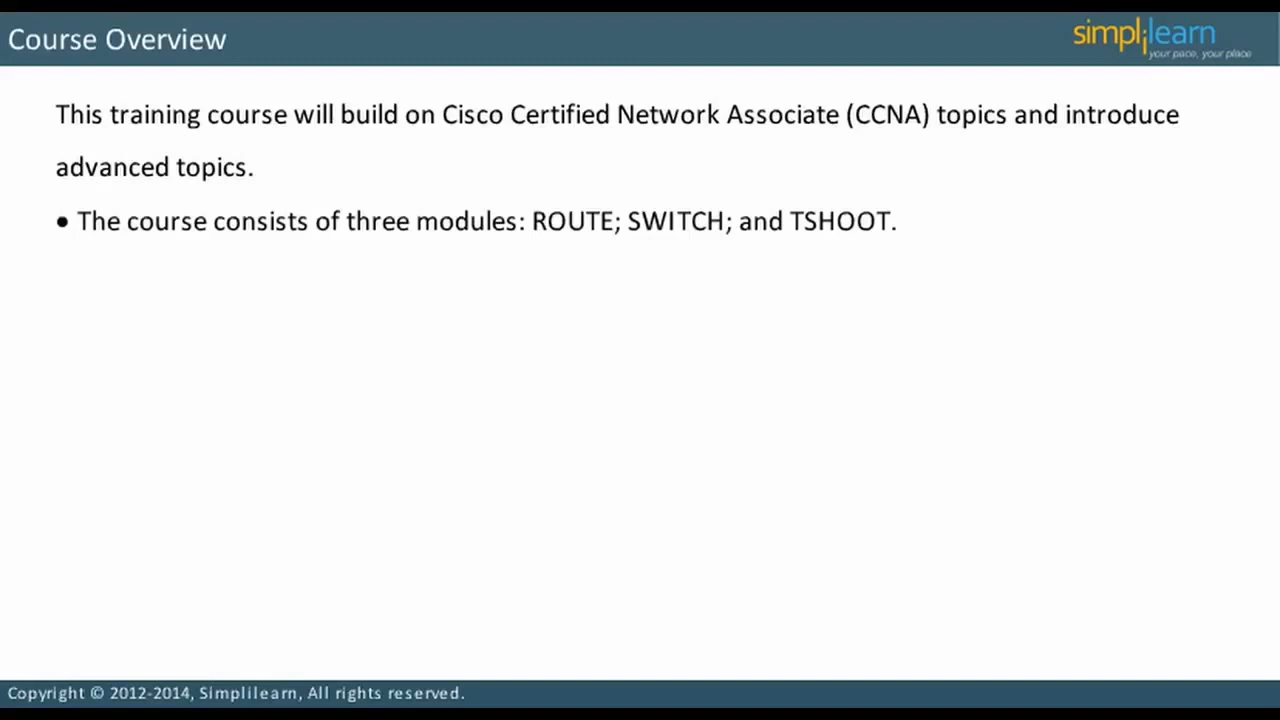 Course Overview
simplilearn
your pace, your place
This training course will build on Cisco Certified Network Associate (CCNA) topics and introduce
advanced topics.
• The course consists of three modules: ROUTE; SWITCH; and TSHOOT.
Copyright © 2012-2014, Simplilearn, All rights reserved.